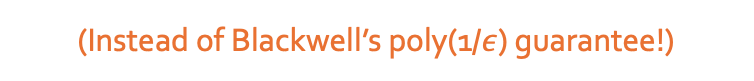 (Instead of Blackwell’s poly(1/ϵ) guarantee!)